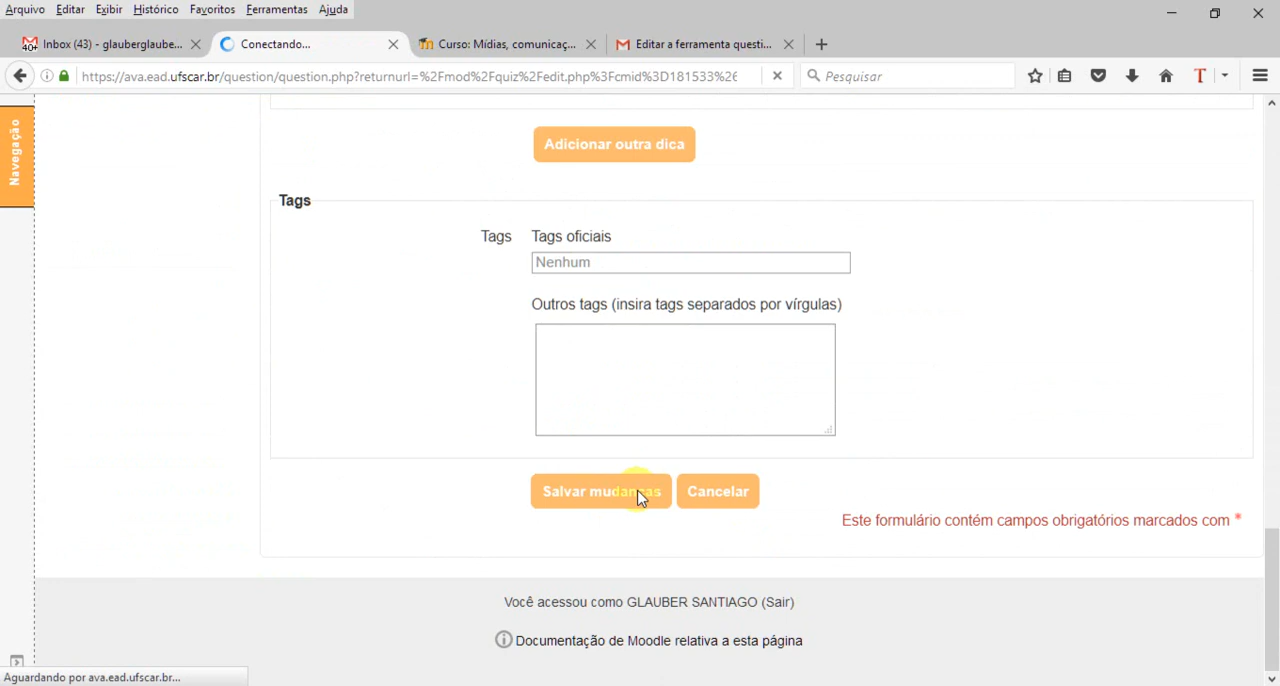 Arquivo Editar Exibir Histórico Favoritos Ferramentas Ajuda
40+ Inbox (43) - glauberglaube... Conectando... Curso: Mídias, comunicaç... Editar a ferramenta questi...
https://ava.ead.ufscar.br/question/question.php?returnurl=%2Fmod%2Fquiz%2Fedit.php%3Fcmid%3D181533%26 Pesquisar
Navegação
Adicionar outra dica
Tags
Tags Tags oficiais
Nenhum
Outros tags (insira tags separados por vírgulas)
Salvar mudanças Cancelar
Este formulário contém campos obrigatórios marcados com *
Você acessou como GLAUBER SANTIAGO (Sair)
Documentação de Moodle relativa a esta página
Aguardando por ava.ead.ufscar.br...